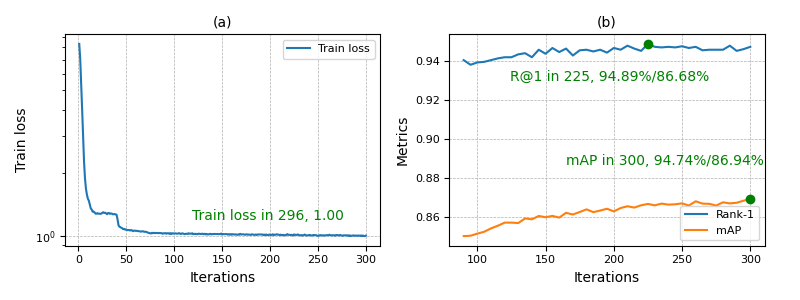 (a)
Train loss
Train loss
Train loss in 296, 1.00
10^0
0 50 100 150 200 250 300
Iterations
(b)
Metrics
0.94
0.92
0.90
0.88
0.86
R@1 in 225, 94.89%/86.68%
mAP in 300, 94.74%/86.94%
Rank-1
mAP
100 150 200 250 300
Iterations